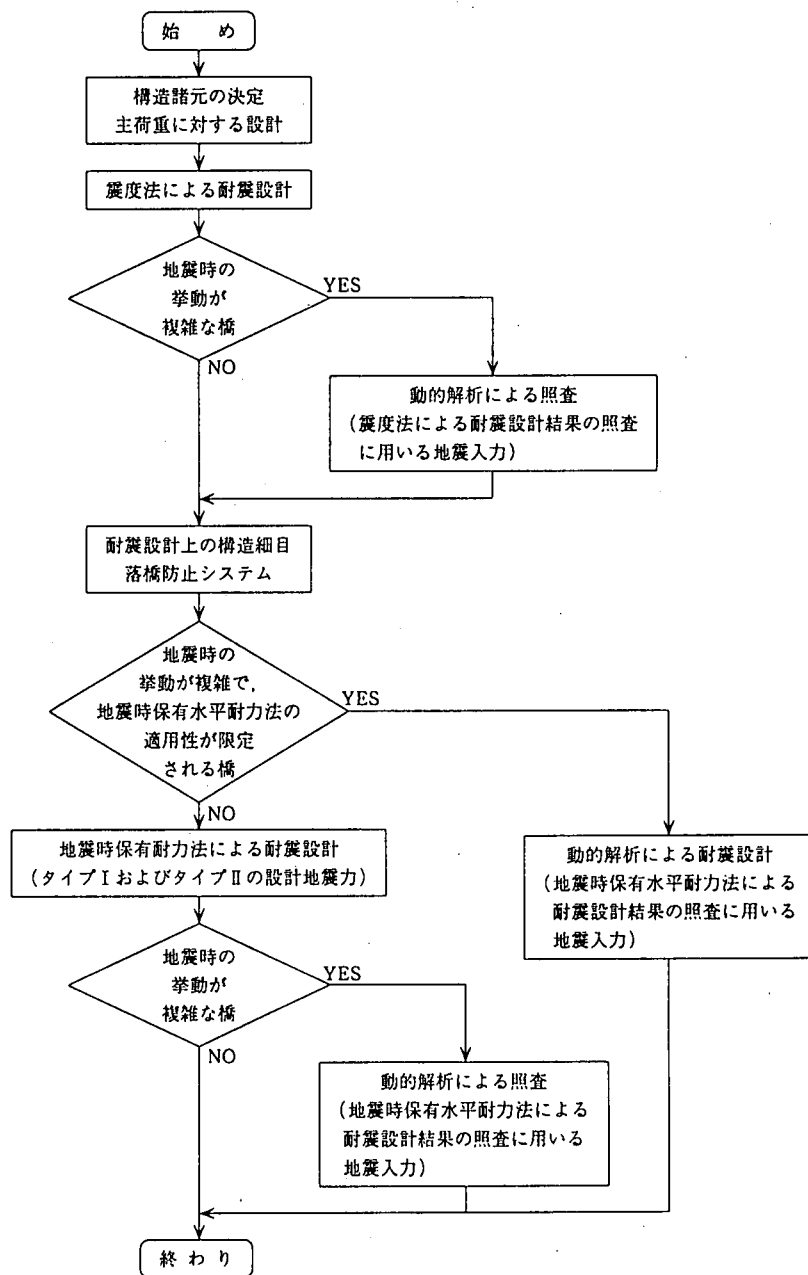 始　め
構造諸元の決定
主荷重に対する設計
震度法による耐震設計
地震時の
挙動が
複雑な橋
YES
NO
動的解析による照査
（震度法による耐震設計結果の照査
に用いる地震入力）
耐震設計上の構造細目
落橋防止システム
地震時の
挙動が複雑で，
地震時保有水平耐力法の
適用性が限定
される橋
YES
NO
地震時保有耐力法による耐震設計
（タイプⅠおよびタイプⅡの設計地震力）
動的解析による耐震設計
（地震時保有水平耐力法による
耐震設計結果の照査に用いる
地震入力）
地震時の
挙動が
複雑な橋
YES
NO
動的解析による照査
（地震時保有水平耐力法による
耐震設計結果の照査に用いる
地震入力）
終わり